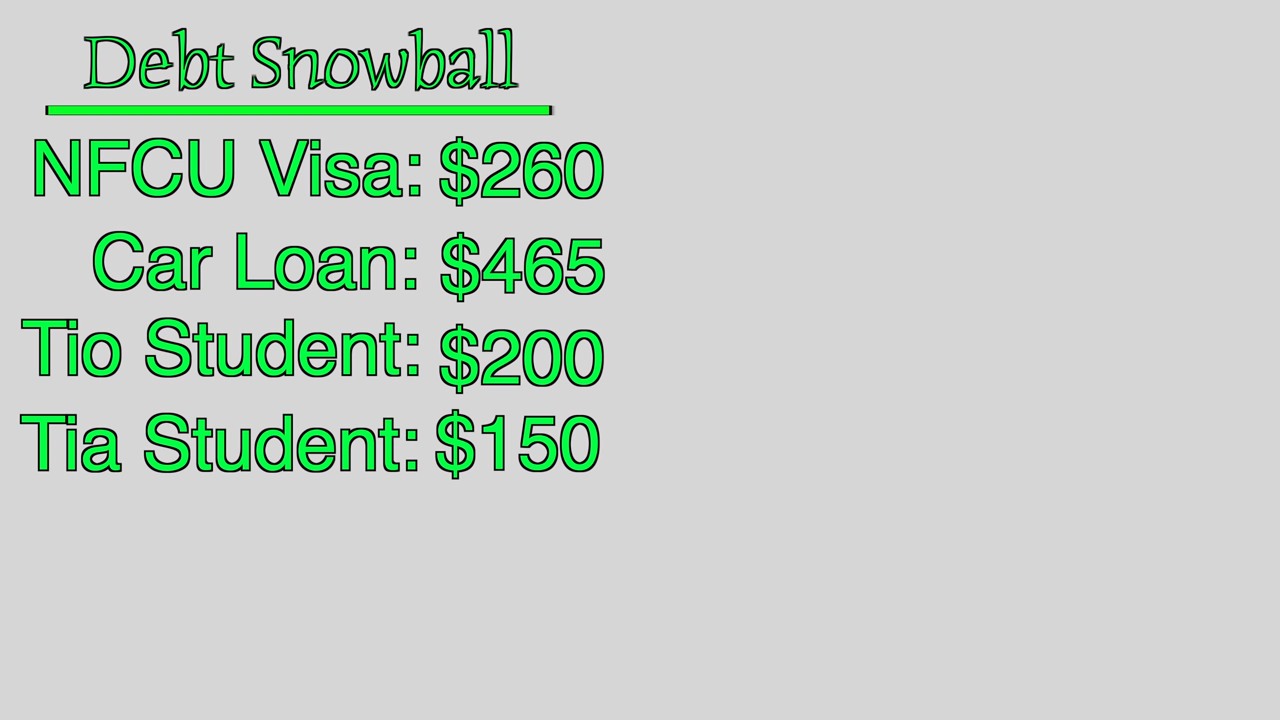 Debt Snowball
NFCU Visa: $260
Car Loan: $465
Tio Student: $200
Tia Student: $150